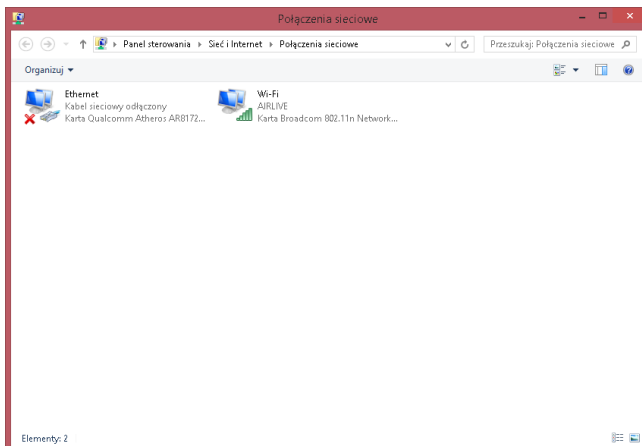 Połączenia sieciowe
Panel sterowania Sieć i Internet Połączenia sieciowe Przeszukaj: Połączenia sieciowe
Organizuj
Ethernet
Kabel sieciowy odłączony
Karta Qualcomm Atheros AR8172...
Wi-Fi
AIRLIVE
Karta Broadcom 802.11n Network...
Elementy: 2